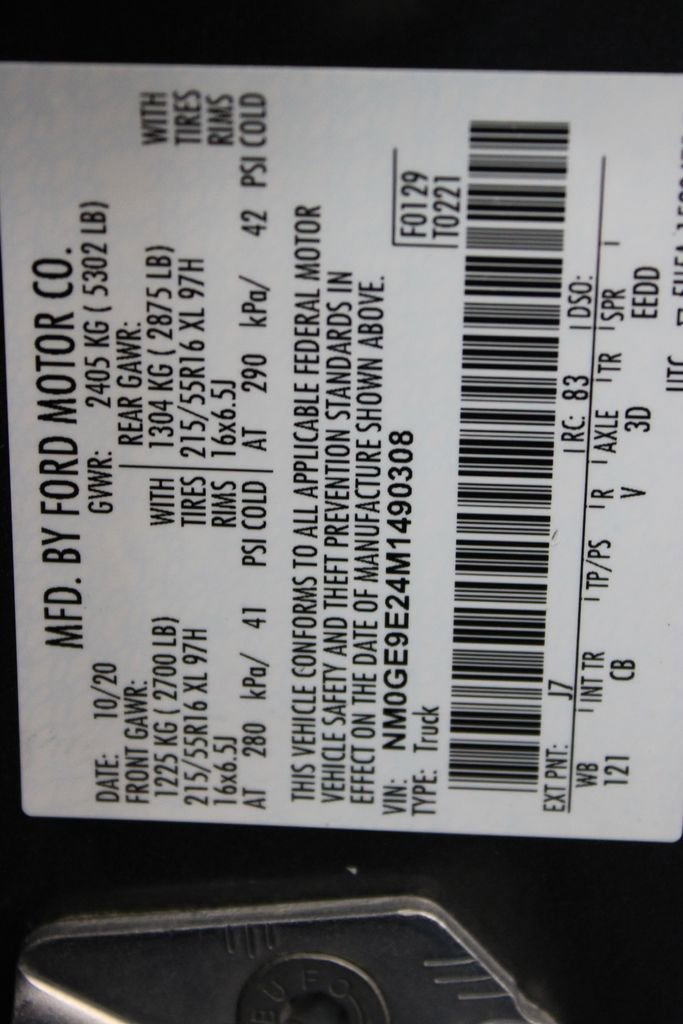 MFD. BY FORD MOTOR CO.
DATE: 10/20 GVWR: 2405 KG ( 5302 LB)
FRONT GAWR: REAR GAWR:
1225 KG ( 2700 LB) WITH 1304 KG ( 2875 LB) WITH
215/55R16 XL 97H TIRES 215/55R16 XL 97H TIRES
16x6.5J RIMS 16x6.5J RIMS
AT 280 kPa/ 41 PSI COLD AT 290 kPa/ 42 PSI COLD
THIS VEHICLE CONFORMS TO ALL APPLICABLE FEDERAL MOTOR
VEHICLE SAFETY AND THEFT PREVENTION STANDARDS IN
EFFECT ON THE DATE OF MANUFACTURE SHOWN ABOVE.
VIN: NM0GE9E24M1490308 F0129
TYPE: Truck T0221
EXT PNT: J7 RC: 83 DSO:
WB INT TR TP/PS R AXLE TR SPR
121 CB V 3D EEDD
UTC
BUFO